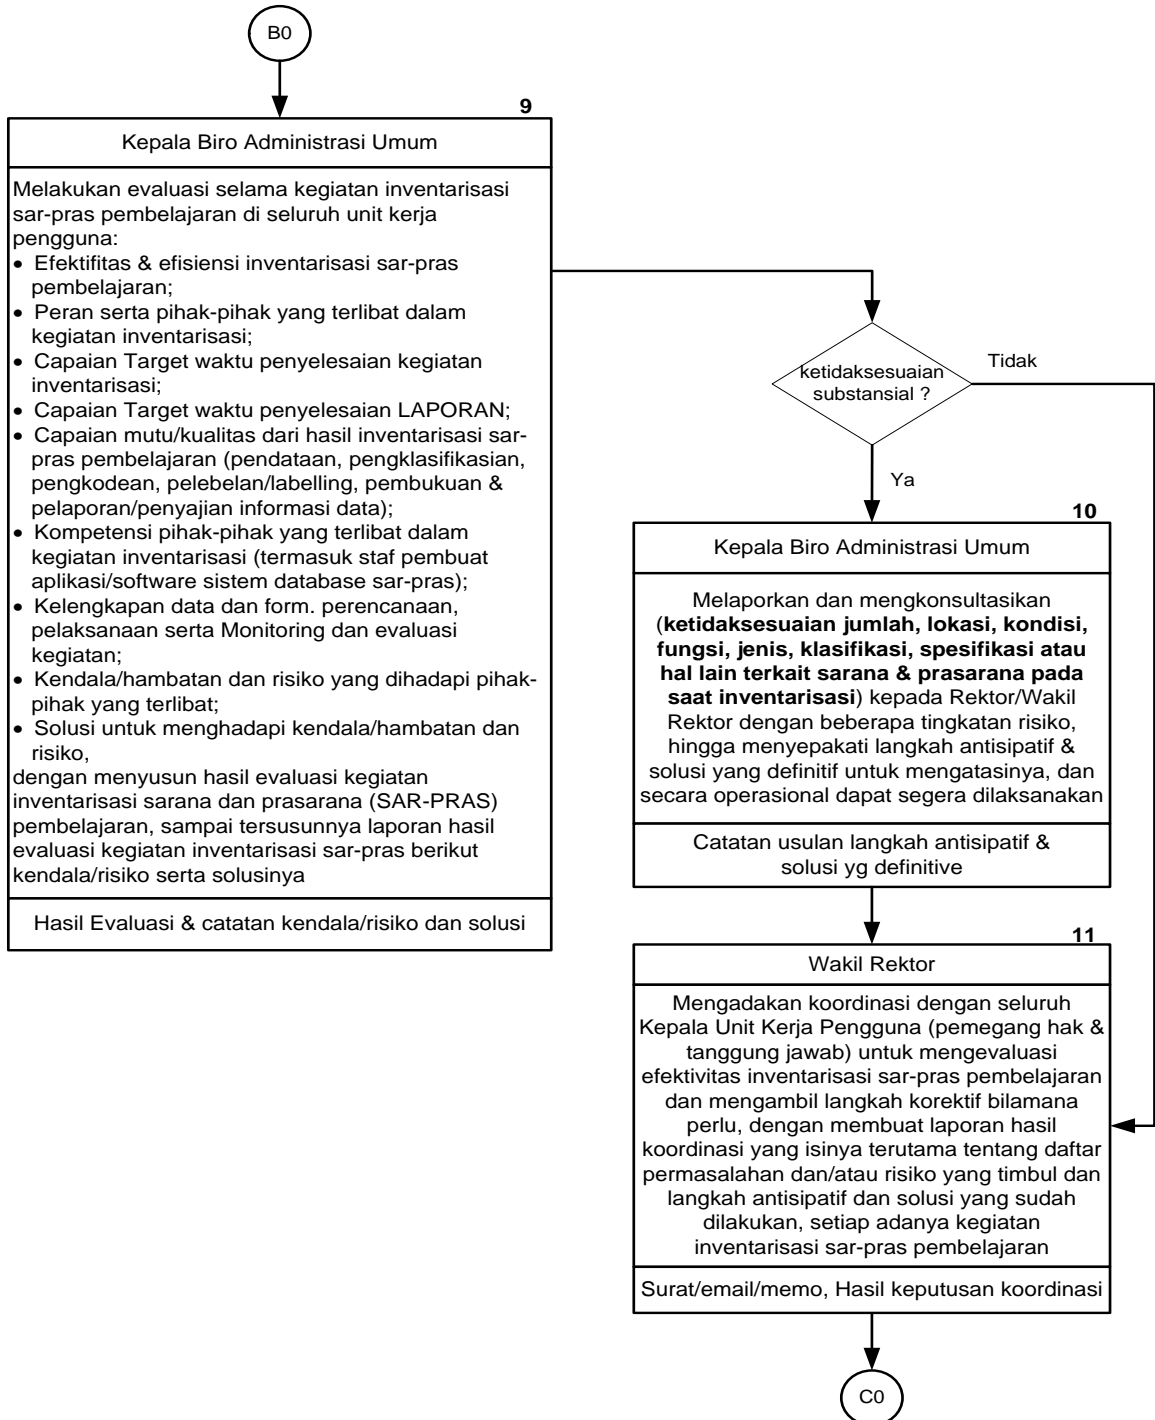 B0
9
Kepala Biro Administrasi Umum
Melakukan evaluasi selama kegiatan inventarisasi
sar-pras pembelajaran di seluruh unit kerja
pengguna:
• Efektifitas & efisiensi inventarisasi sar-pras
pembelajaran;
• Peran serta pihak-pihak yang terlibat dalam
kegiatan inventarisasi;
• Capaian Target waktu penyelesaian kegiatan
inventarisasi;
• Capaian Target waktu penyelesaian LAPORAN;
• Capaian mutu/kualitas dari hasil inventarisasi sar-
pras pembelajaran (pendataan, pengklasifikasian,
pengkodean, pelebelan/labelling, pembukuan &
pelaporan/penyajian informasi data);
• Kompetensi pihak-pihak yang terlibat dalam
kegiatan inventarisasi (termasuk staf pembuat
aplikasi/software sistem database sar-pras);
• Kelengkapan data dan form. perencanaan,
pelaksanaan serta Monitoring dan evaluasi
kegiatan;
• Kendala/hambatan dan risiko yang dihadapi pihak-
pihak yang terlibat;
• Solusi untuk menghadapi kendala/hambatan dan
risiko,
dengan menyusun hasil evaluasi kegiatan
inventarisasi sarana dan prasarana (SAR-PRAS)
pembelajaran, sampai tersusunnya laporan hasil
evaluasi kegiatan inventarisasi sar-pras berikut
kendala/risiko serta solusinya
Hasil Evaluasi & catatan kendala/risiko dan solusi
ketidaksesuaian
substansial ?
Tidak
Ya
10
Kepala Biro Administrasi Umum
Melaporkan dan mengkonsultasikan
(ketidaksesuaian jumlah, lokasi, kondisi,
fungsi, jenis, klasifikasi, spesifikasi atau
hal lain terkait sarana & prasarana pada
saat inventarisasi) kepada Rektor/Wakil
Rektor dengan beberapa tingkatan risiko,
hingga menyepakati langkah antisipatif &
solusi yang definitif untuk mengatasinya, dan
secara operasional dapat segera dilaksanakan
Catatan usulan langkah antisipatif &
solusi yg definitive
11
Wakil Rektor
Mengadakan koordinasi dengan seluruh
Kepala Unit Kerja Pengguna (pemegang hak &
tanggung jawab) untuk mengevaluasi
efektivitas inventarisasi sar-pras pembelajaran
dan mengambil langkah korektif bilamana
perlu, dengan membuat laporan hasil
koordinasi yang isinya terutama tentang daftar
permasalahan dan/atau risiko yang timbul dan
langkah antisipatif dan solusi yang sudah
dilakukan, setiap adanya kegiatan
inventarisasi sar-pras pembelajaran
Surat/email/memo, Hasil keputusan koordinasi
C0